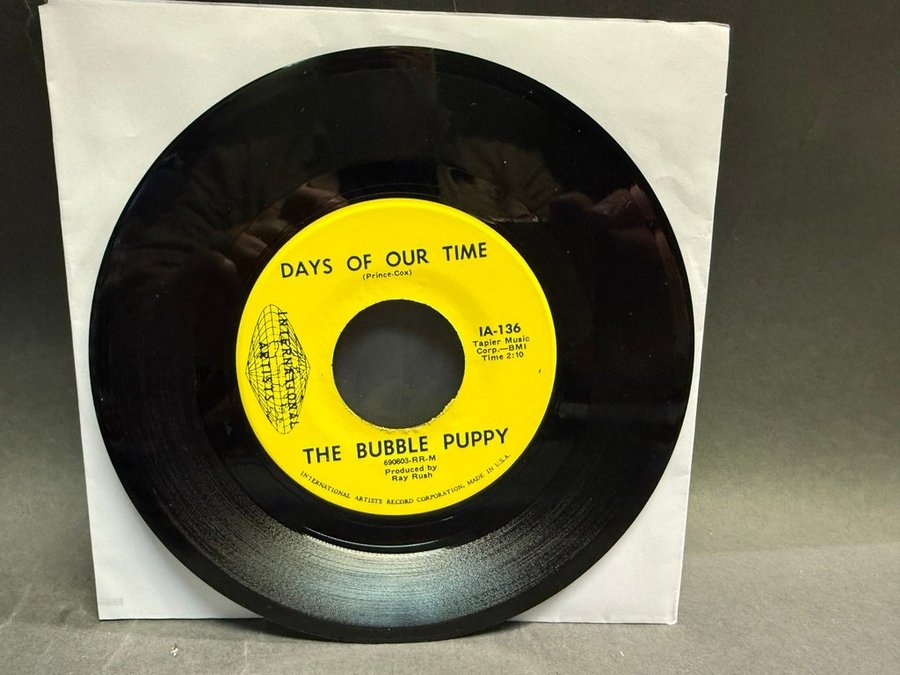 DAYS OF OUR TIME
(Prince-Cox)
INTERNATIONAL
ARTISTS
IA-136
Tapier Music
Corp.—BMI
Time 2:10
THE BUBBLE PUPPY
690803-RR-M
Produced by
Ray Rush
INTERNATIONAL ARTISTS RECORD CORPORATION, MADE IN U.S.A.